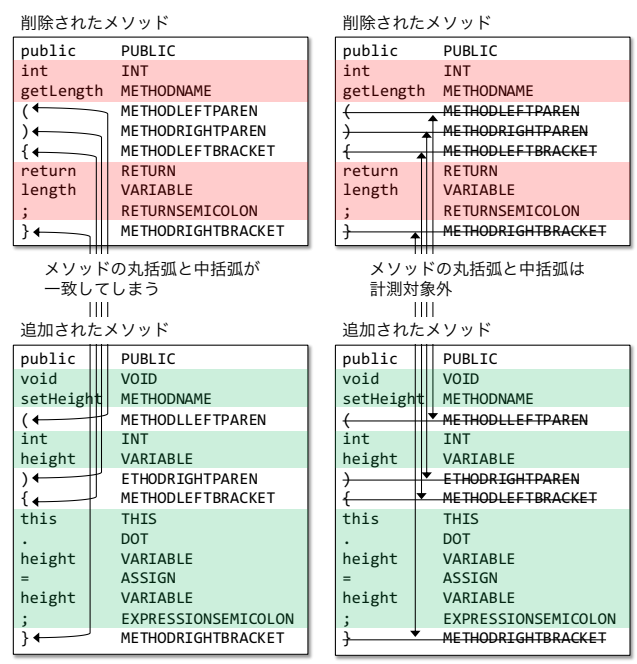 削除されたメソッド
public PUBLIC
int INT
getLength METHODNAME
( METHODLEFTPAREN
) METHODRIGHTPAREN
{ METHODLEFTBRACKET
return RETURN
length VARIABLE
; RETURNSEMICOLON
} METHODRIGHTBRACKET
メソッドの丸括弧と中括弧が
一致してしまう
追加されたメソッド
public PUBLIC
void VOID
setHeight METHODNAME
( METHODLLEFTPAREN
int INT
height VARIABLE
) ETHODRIGHTPAREN
{ METHODLEFTBRACKET
this THIS
. DOT
height VARIABLE
= ASSIGN
height VARIABLE
; EXPRESSIONSEMICOLON
} METHODRIGHTBRACKET
削除されたメソッド
public PUBLIC
int INT
getLength METHODNAME
( METHODLEFTPAREN
) METHODRIGHTPAREN
{ METHODLEFTBRACKET
return RETURN
length VARIABLE
; RETURNSEMICOLON
} METHODRIGHTBRACKET
メソッドの丸括弧と中括弧は
計測対象外
追加されたメソッド
public PUBLIC
void VOID
setHeight METHODNAME
( METHODLLEFTPAREN
int INT
height VARIABLE
) ETHODRIGHTPAREN
{ METHODLEFTBRACKET
this THIS
. DOT
height VARIABLE
= ASSIGN
height VARIABLE
; EXPRESSIONSEMICOLON
} METHODRIGHTBRACKET